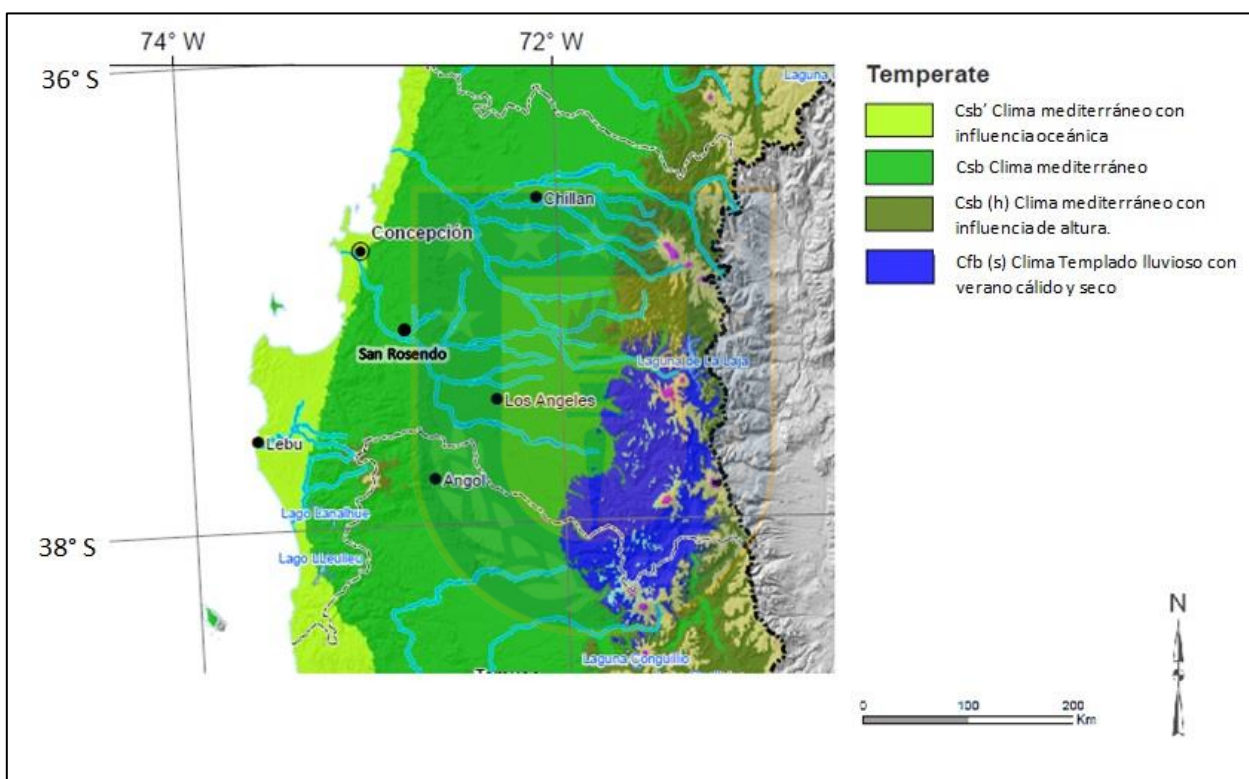 74° W
72° W
36° S
38° S
Laguna
Chillan
Concepción
San Rosendo
Laguna de La Laja
Los Angeles
Lebu
Angol
Lago Lanalhue
Lago LLeulleu
Laguna Conguillio
Temperate
Csb’ Clima mediterráneo con
influencia oceánica
Csb Clima mediterráneo
Csb (h) Clima mediterráneo con
influencia de altura.
Cfb (s) Clima Templado lluvioso con
verano cálido y seco
N
0 100 200
Km